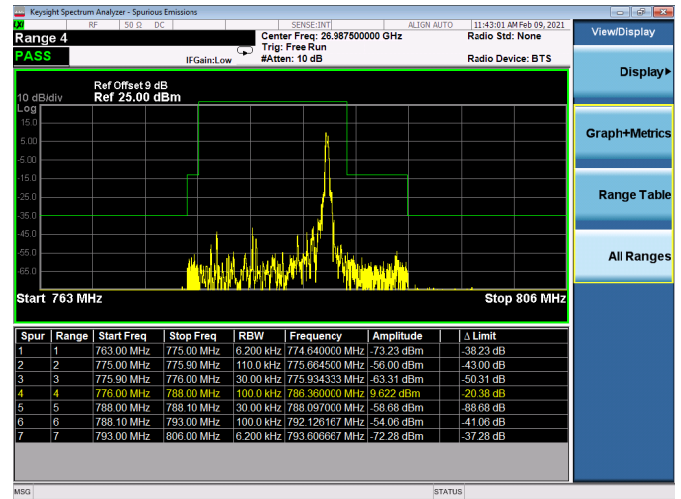 Keysight Spectrum Analyzer - Spurious Emissions
LXI RF 50 Ω DC SENSE:INT ALIGN AUTO 11:43:01 AM Feb 09, 2021
Range 4
Center Freq: 26.987500000 GHz
Radio Std: None
Trig: Free Run
PASS
IFGain:Low
#Atten: 10 dB
Radio Device: BTS
View/Display
Display
Graph+Metrics
Range Table
All Ranges
Ref Offset 9 dB
10 dB/div Ref 25.00 dBm
Log
15.0
5.00
-5.00
-15.0
-25.0
-35.0
-45.0
-55.0
-65.0
Start 763 MHz Stop 806 MHz
Spur Range Start Freq Stop Freq RBW Frequency Amplitude Δ Limit
1 1 763.00 MHz 775.00 MHz 6.200 kHz 774.640000 MHz -73.23 dBm -38.23 dB
2 2 775.00 MHz 775.90 MHz 110.0 kHz 775.664500 MHz -56.00 dBm -43.00 dB
3 3 775.90 MHz 776.00 MHz 30.00 kHz 775.934333 MHz -63.31 dBm -50.31 dB
4 4 776.00 MHz 788.00 MHz 100.0 kHz 786.360000 MHz 9.622 dBm -20.38 dB
5 5 788.00 MHz 788.10 MHz 30.00 kHz 788.097000 MHz -58.68 dBm -88.68 dB
6 6 788.10 MHz 793.00 MHz 100.0 kHz 792.126167 MHz -54.06 dBm -41.06 dB
7 7 793.00 MHz 806.00 MHz 6.200 kHz 793.606667 MHz -72.28 dBm -37.28 dB
MSG STATUS